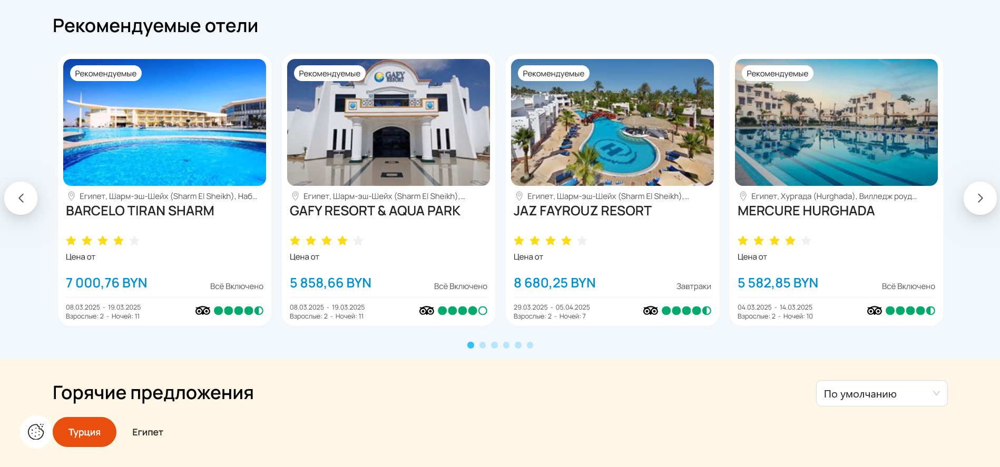 Рекомендуемые отели
Рекомендуемые
GAFY
RESORT
Рекомендуемые
Рекомендуемые
Рекомендуемые
Египет, Шарм-эш-Шейх (Sharm El Sheikh), Наб...
BARCELO TIRAN SHARM
Цена от
7 000,76 BYN
Всё Включено
08.03.2025 - 19.03.2025
Взрослые: 2 - Ночей: 11
Египет, Шарм-эш-Шейх (Sharm El Sheikh),...
GAFY RESORT & AQUA PARK
Цена от
5 858,66 BYN
Всё Включено
08.03.2025 - 19.03.2025
Взрослые: 2 - Ночей: 11
Египет, Шарм-эш-Шейх (Sharm El Sheikh),...
JAZ FAYROUZ RESORT
Цена от
8 680,25 BYN
Завтраки
29.03.2025 - 05.04.2025
Взрослые: 2 - Ночей: 7
Египет, Хургада (Hurghada), Вилледж роуд...
MERCURE HURGHADA
Цена от
5 582,85 BYN
Всё Включено
04.03.2025 - 14.03.2025
Взрослые: 2 - Ночей: 10
Горячие предложения
По умолчанию
Турция
Египет